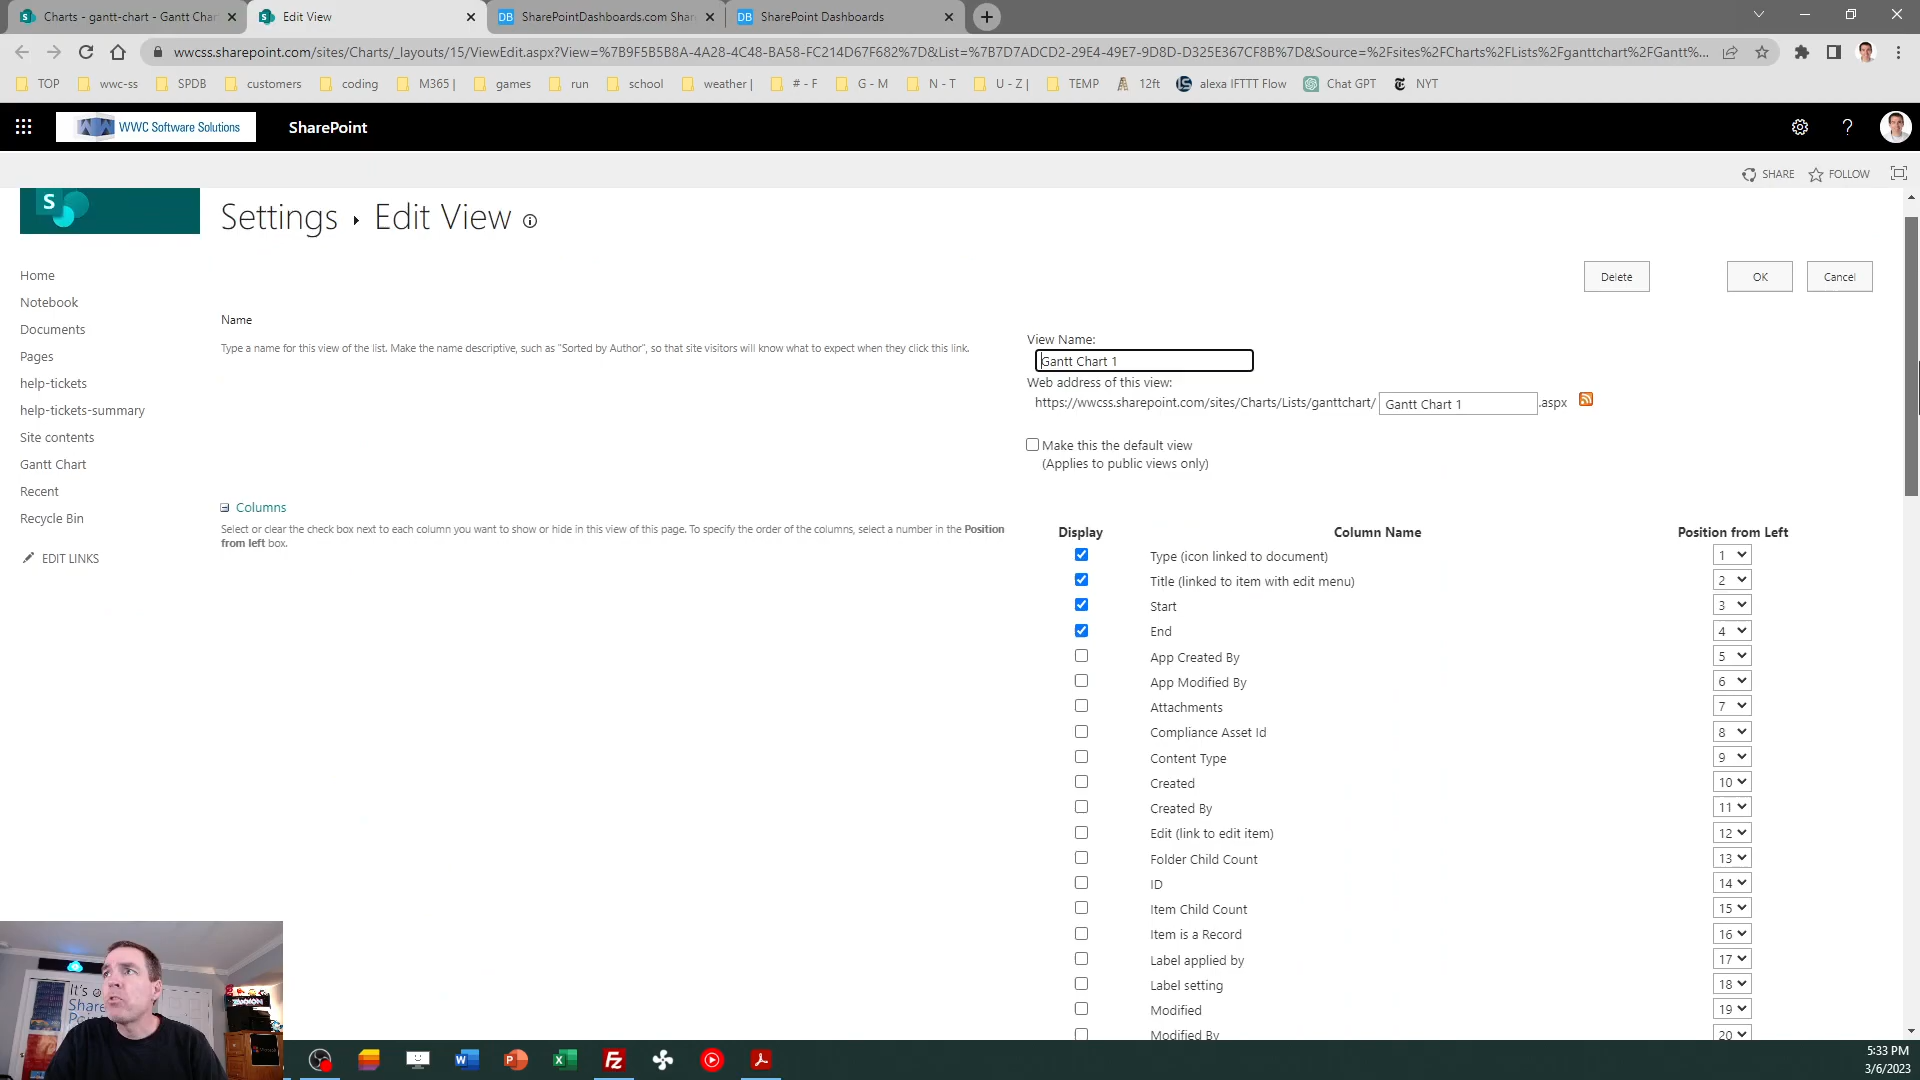 Charts - gantt-chart - Gantt Char
Edit View
DB SharePointDashboards.com Shar
DB SharePoint Dashboards
wwcss.sharepoint.com/sites/Charts/_layouts/15/ViewEdit.aspx?View=%7B9F5B5B8A-4A28-4C48-BA58-FC214D67F682%7D&List=%7B7D7ADCD2-29E4-49E7-9D8D-D325E367CF8B%7D&Source=%2Fsites%2FCharts%2FLists%2Fganttchart%2FGantt%...
TOP wwc-ss SPDB customers coding M365 | games run school weather | # - F G - M N - T U - Z | TEMP 12ft alexa IFTTT Flow Chat GPT NYT
WWC Software Solutions SharePoint ?
SHARE FOLLOW
S
Settings Edit View
Delete OK Cancel
Home
Notebook
Documents
Pages
help-tickets
help-tickets-summary
Site contents
Gantt Chart
Recent
Recycle Bin
EDIT LINKS
Name
Type a name for this view of the list. Make the name descriptive, such as "Sorted by Author", so that site visitors will know what to expect when they click this link.
View Name:
Gantt Chart 1
Web address of this view:
https://wwcss.sharepoint.com/sites/Charts/Lists/ganttchart/ Gantt Chart 1 .aspx
Make this the default view
(Applies to public views only)
Columns
Select or clear the check box next to each column you want to show or hide in this view of this page. To specify the order of the columns, select a number in the Position
from left box.
Display Column Name Position from Left
Type (icon linked to document) 1
Title (linked to item with edit menu) 2
Start 3
End 4
App Created By 5
App Modified By 6
Attachments 7
Compliance Asset Id 8
Content Type 9
Created 10
Created By 11
Edit (link to edit item) 12
Folder Child Count 13
ID 14
Item Child Count 15
Item is a Record 16
Label applied by 17
Label setting 18
Modified 19
Modified By 20
It's
Share
Po
5:33 PM
3/6/2023